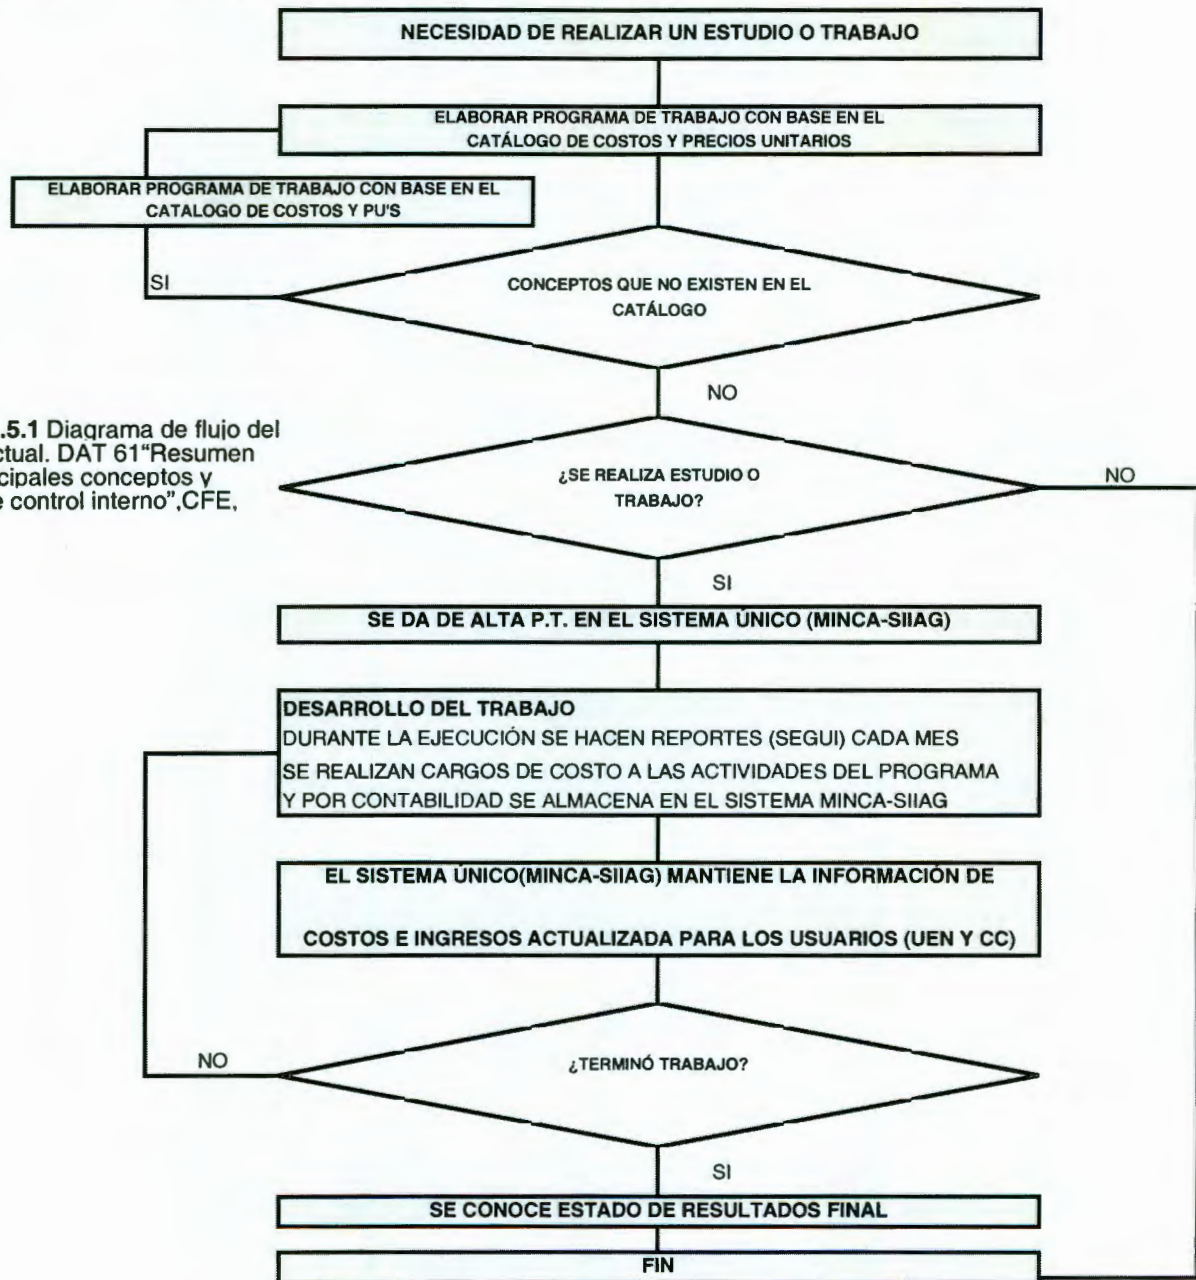 NECESIDAD DE REALIZAR UN ESTUDIO O TRABAJO
ELABORAR PROGRAMA DE TRABAJO CON BASE EN EL
CATÁLOGO DE COSTOS Y PRECIOS UNITARIOS
ELABORAR PROGRAMA DE TRABAJO CON BASE EN EL
CATALOGO DE COSTOS Y PU'S
SI
CONCEPTOS QUE NO EXISTEN EN EL
CATÁLOGO
NO
.5.1 Diagrama de flujo del
ctual. DAT 61“Resumen
cipales conceptos y
e control interno”,CFE,
¿SE REALIZA ESTUDIO O
TRABAJO?
NO
SI
SE DA DE ALTA P.T. EN EL SISTEMA ÚNICO (MINCA-SIIAG)
DESARROLLO DEL TRABAJO
DURANTE LA EJECUCIÓN SE HACEN REPORTES (SEGUI) CADA MES
SE REALIZAN CARGOS DE COSTO A LAS ACTIVIDADES DEL PROGRAMA
Y POR CONTABILIDAD SE ALMACENA EN EL SISTEMA MINCA-SIIAG
EL SISTEMA ÚNICO(MINCA-SIIAG) MANTIENE LA INFORMACIÓN DE
COSTOS E INGRESOS ACTUALIZADA PARA LOS USUARIOS (UEN Y CC)
NO
¿TERMINÓ TRABAJO?
SI
SE CONOCE ESTADO DE RESULTADOS FINAL
FIN